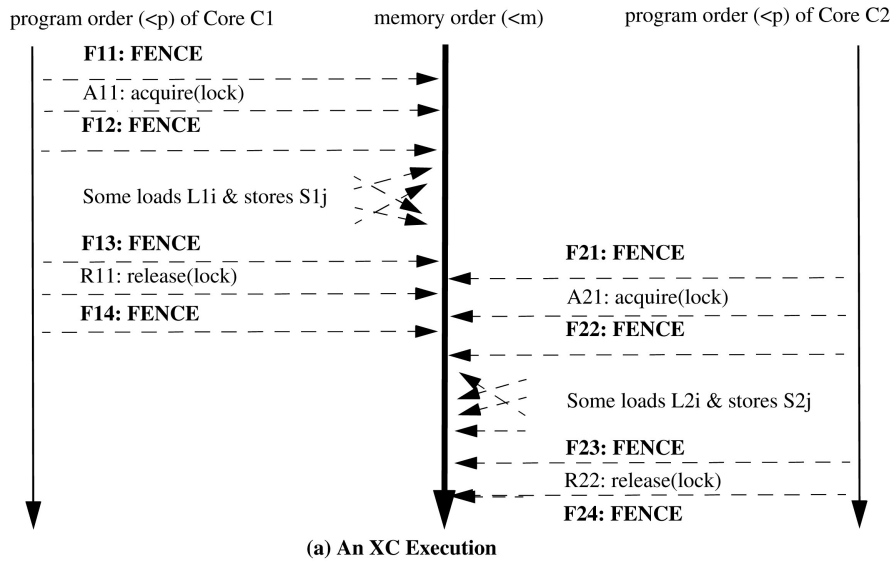 program order (<p) of Core C1 memory order (<m) program order (<p) of Core C2
F11: FENCE
A11: acquire(lock)
F12: FENCE
Some loads L1i & stores S1j
F13: FENCE
R11: release(lock)
F14: FENCE
F21: FENCE
A21: acquire(lock)
F22: FENCE
Some loads L2i & stores S2j
F23: FENCE
R22: release(lock)
F24: FENCE
(a) An XC Execution